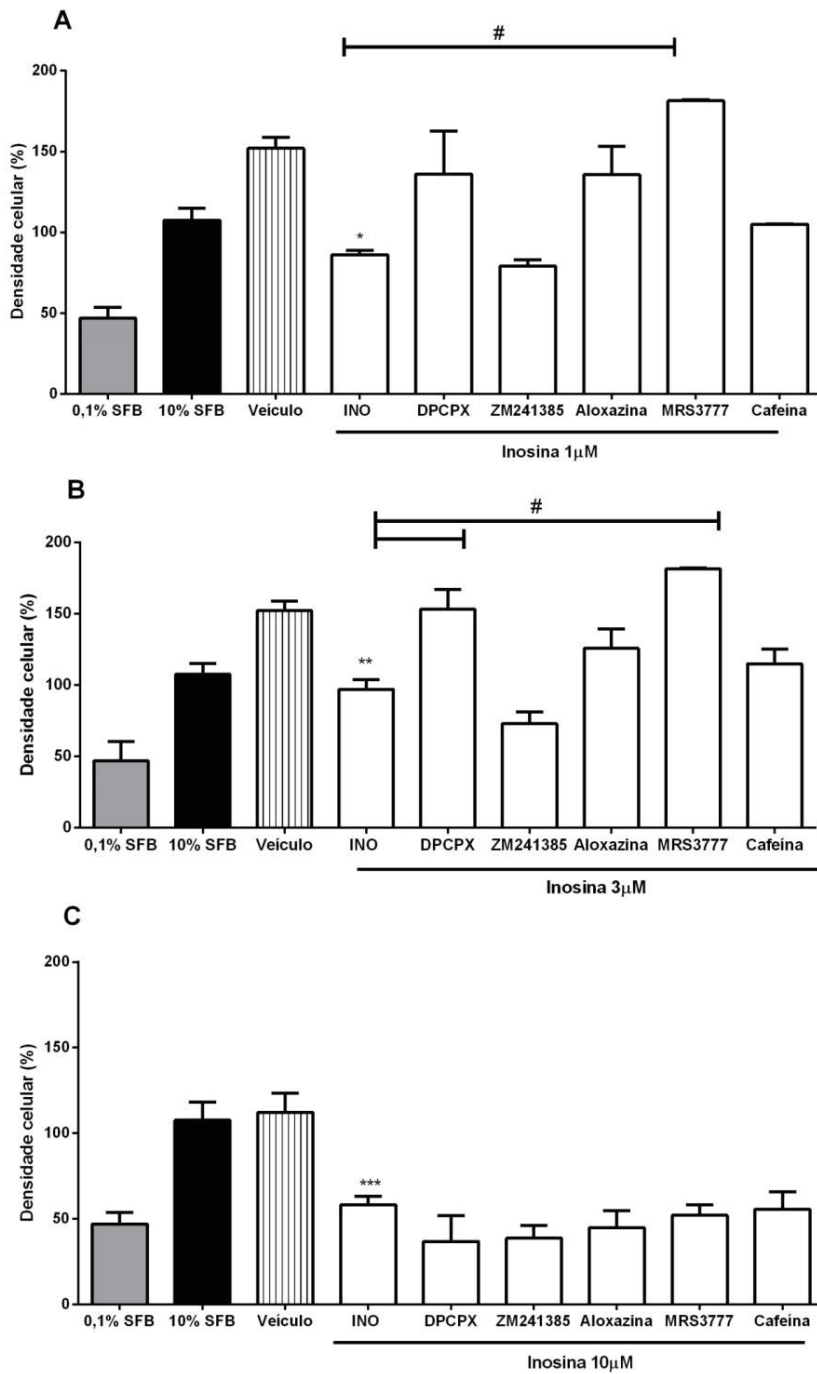 A
#
200
150
100
50
0
Densidade celular (%)
*
0,1% SFB 10% SFB Veículo INO DPCPX ZM241385 Aloxazina MRS3777 Cafeína
Inosina 1μM
B
#
200
150
100
50
0
Densidade celular (%)
**
0,1% SFB 10% SFB Veículo INO DPCPX ZM241385 Aloxazina MRS3777 Cafeína
Inosina 3μM
C
200
150
100
50
0
Densidade celular (%)
***
0,1% SFB 10% SFB Veículo INO DPCPX ZM241385 Aloxazina MRS3777 Cafeína
Inosina 10μM